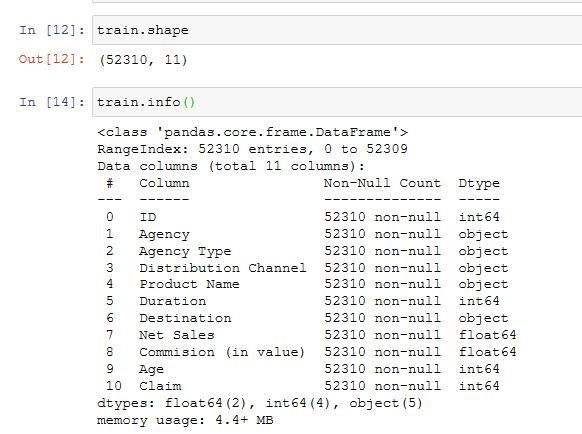 In [12]: train.shape
Out[12]: (52310, 11)
In [14]: train.info()
<class 'pandas.core.frame.DataFrame'>
RangeIndex: 52310 entries, 0 to 52309
Data columns (total 11 columns):
 #   Column                Non-Null Count  Dtype
---  ------                --------------  -----
 0   ID                    52310 non-null  int64
 1   Agency                52310 non-null  object
 2   Agency Type           52310 non-null  object
 3   Distribution Channel  52310 non-null  object
 4   Product Name          52310 non-null  object
 5   Duration              52310 non-null  int64
 6   Destination           52310 non-null  object
 7   Net Sales             52310 non-null  float64
 8   Commision (in value)  52310 non-null  float64
 9   Age                   52310 non-null  int64
 10  Claim                 52310 non-null  int64
dtypes: float64(2), int64(4), object(5)
memory usage: 4.4+ MB